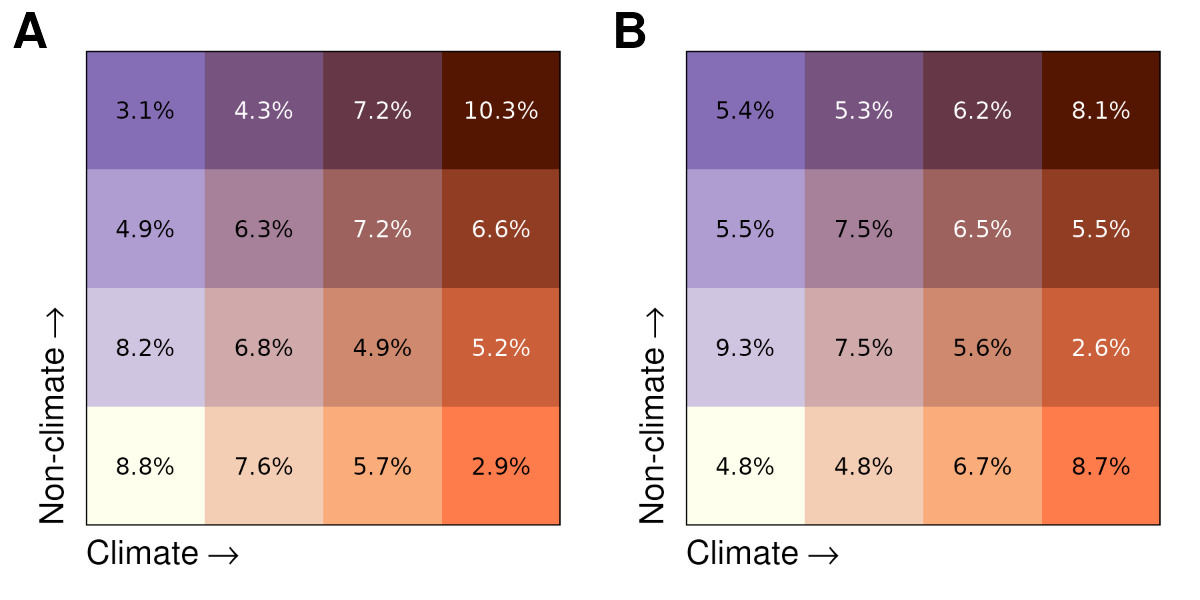 A
B
3.1% 4.3% 7.2% 10.3%
4.9% 6.3% 7.2% 6.6%
8.2% 6.8% 4.9% 5.2%
8.8% 7.6% 5.7% 2.9%
Non-climate →
Climate →
5.4% 5.3% 6.2% 8.1%
5.5% 7.5% 6.5% 5.5%
9.3% 7.5% 5.6% 2.6%
4.8% 4.8% 6.7% 8.7%
Non-climate →
Climate →